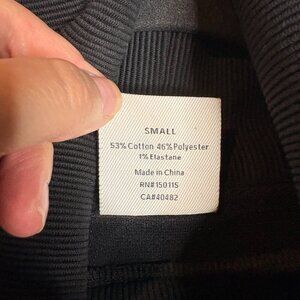 SMALL
53% Cotton 46% Polyester
1% Elastane
Made in China
RN#150115
CA#40482